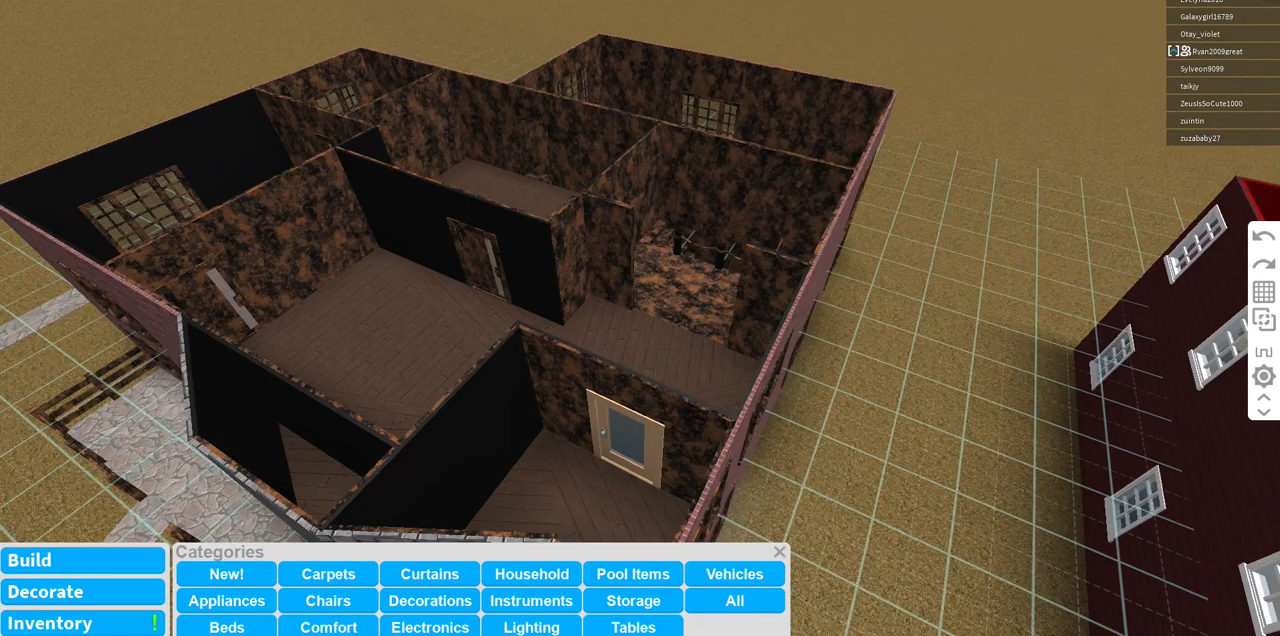 Galaxygirl16789
Otay_violet
Ryan2009great
Sylveon9099
taikjy
ZeusIsSoCute1000
zuintin
zuzababy27
Build
Decorate
Inventory !
Categories
New! Carpets Curtains Household Pool Items Vehicles
Appliances Chairs Decorations Instruments Storage All
Beds Comfort Electronics Lighting Tables